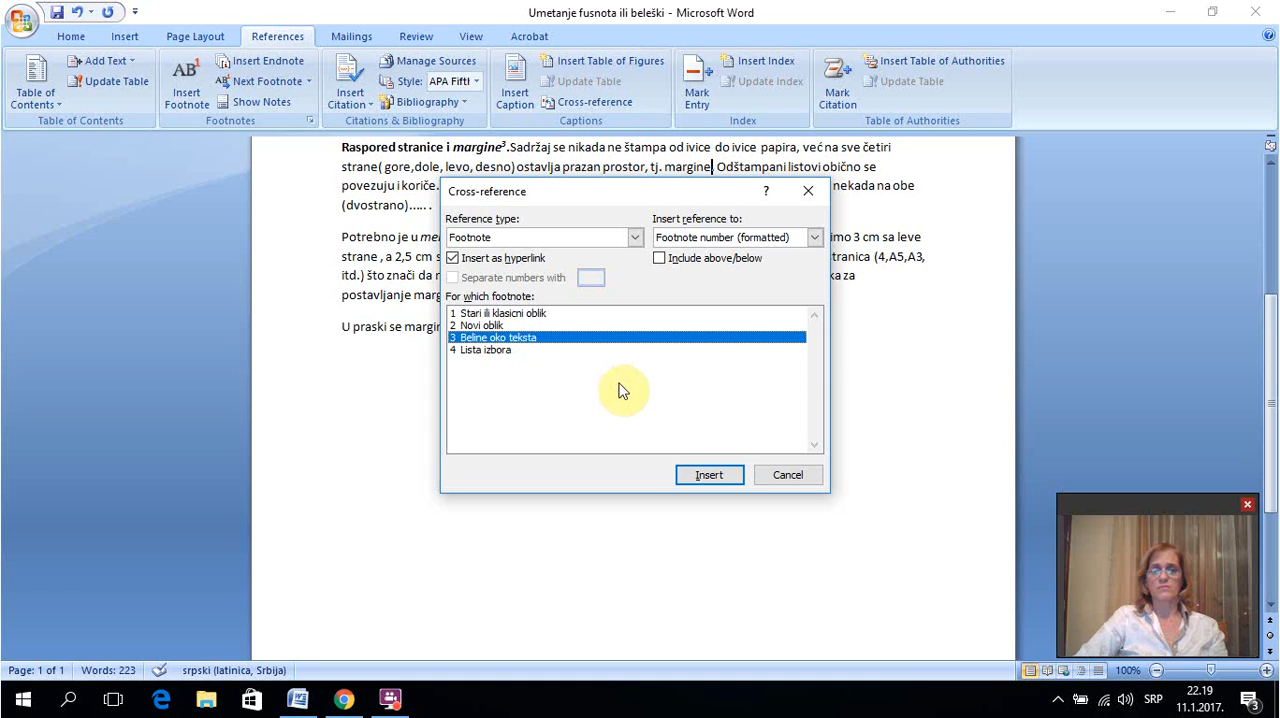 Umetanje fusnota ili beleški - Microsoft Word
Home Insert Page Layout References Mailings Review View Acrobat
Table of Contents
Add Text
Update Table
Table of Contents
AB¹
Insert Footnote
Insert Endnote
Next Footnote
Show Notes
Footnotes
Insert Citation
Manage Sources
Style: APA Fift
Bibliography
Citations & Bibliography
Insert Caption
Insert Table of Figures
Update Table
Cross-reference
Captions
Mark Entry
Insert Index
Update Index
Index
Mark Citation
Insert Table of Authorities
Update Table
Table of Authorities
Raspored stranice i margine³.Sadržaj se nikada ne štampa od ivice do ivice papira, već na sve četiri
strane( gore,dole, levo, desno) ostavlja prazan prostor, tj. margine. Odštampani listovi obično se
povezuju i koriče. nekada na obe
(dvostrano)…...
Potrebno je u imo 3 cm sa leve
strane , a 2,5 cm s stranica (4,A5,A3,
itd.) što znači da ka za
postavljanje marg
U praski se margin
Cross-reference
? ×
Reference type: Insert reference to:
Footnote Footnote number (formatted)
Insert as hyperlink Include above/below
Separate numbers with
For which footnote:
1 Stari ili klasicni oblik
2 Novi oblik
3 Beline oko teksta
4 Lista izbora
Insert Cancel
Page: 1 of 1 Words: 223 srpski (latinica, Srbija) 100%
SRP 22.19
11.1.2017. 3